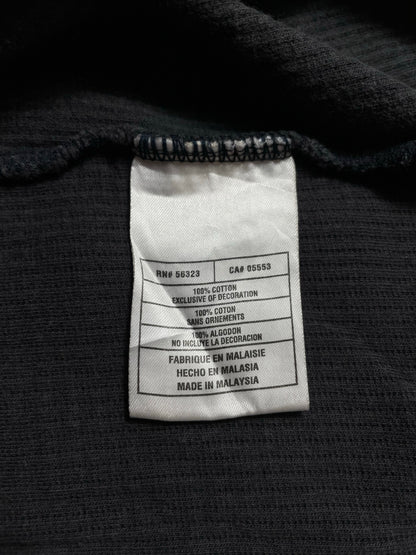 RN# 56323 CA# 05553
100% COTTON
EXCLUSIVE OF DECORATION
100% COTON
SANS ORNEMENTS
100% ALGODON
NO INCLUYE LA DECORACION
FABRIQUE EN MALAISIE
HECHO EN MALASIA
MADE IN MALAYSIA